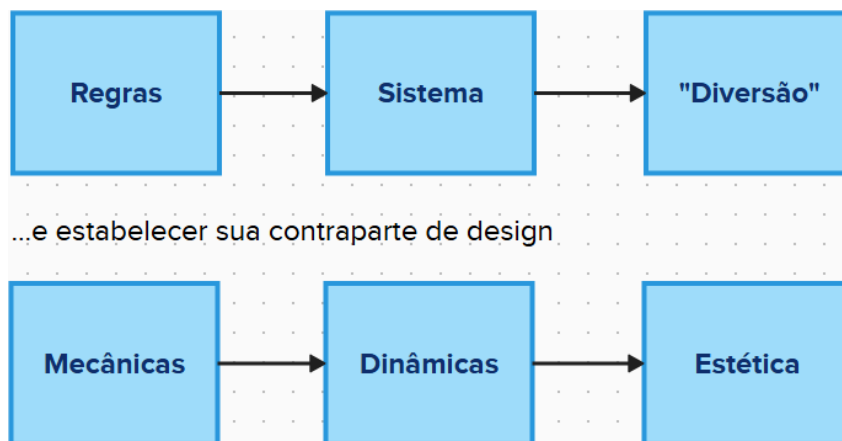 Regras
Sistema
"Diversão"
...e estabelecer sua contraparte de design
Mecânicas
Dinâmicas
Estética